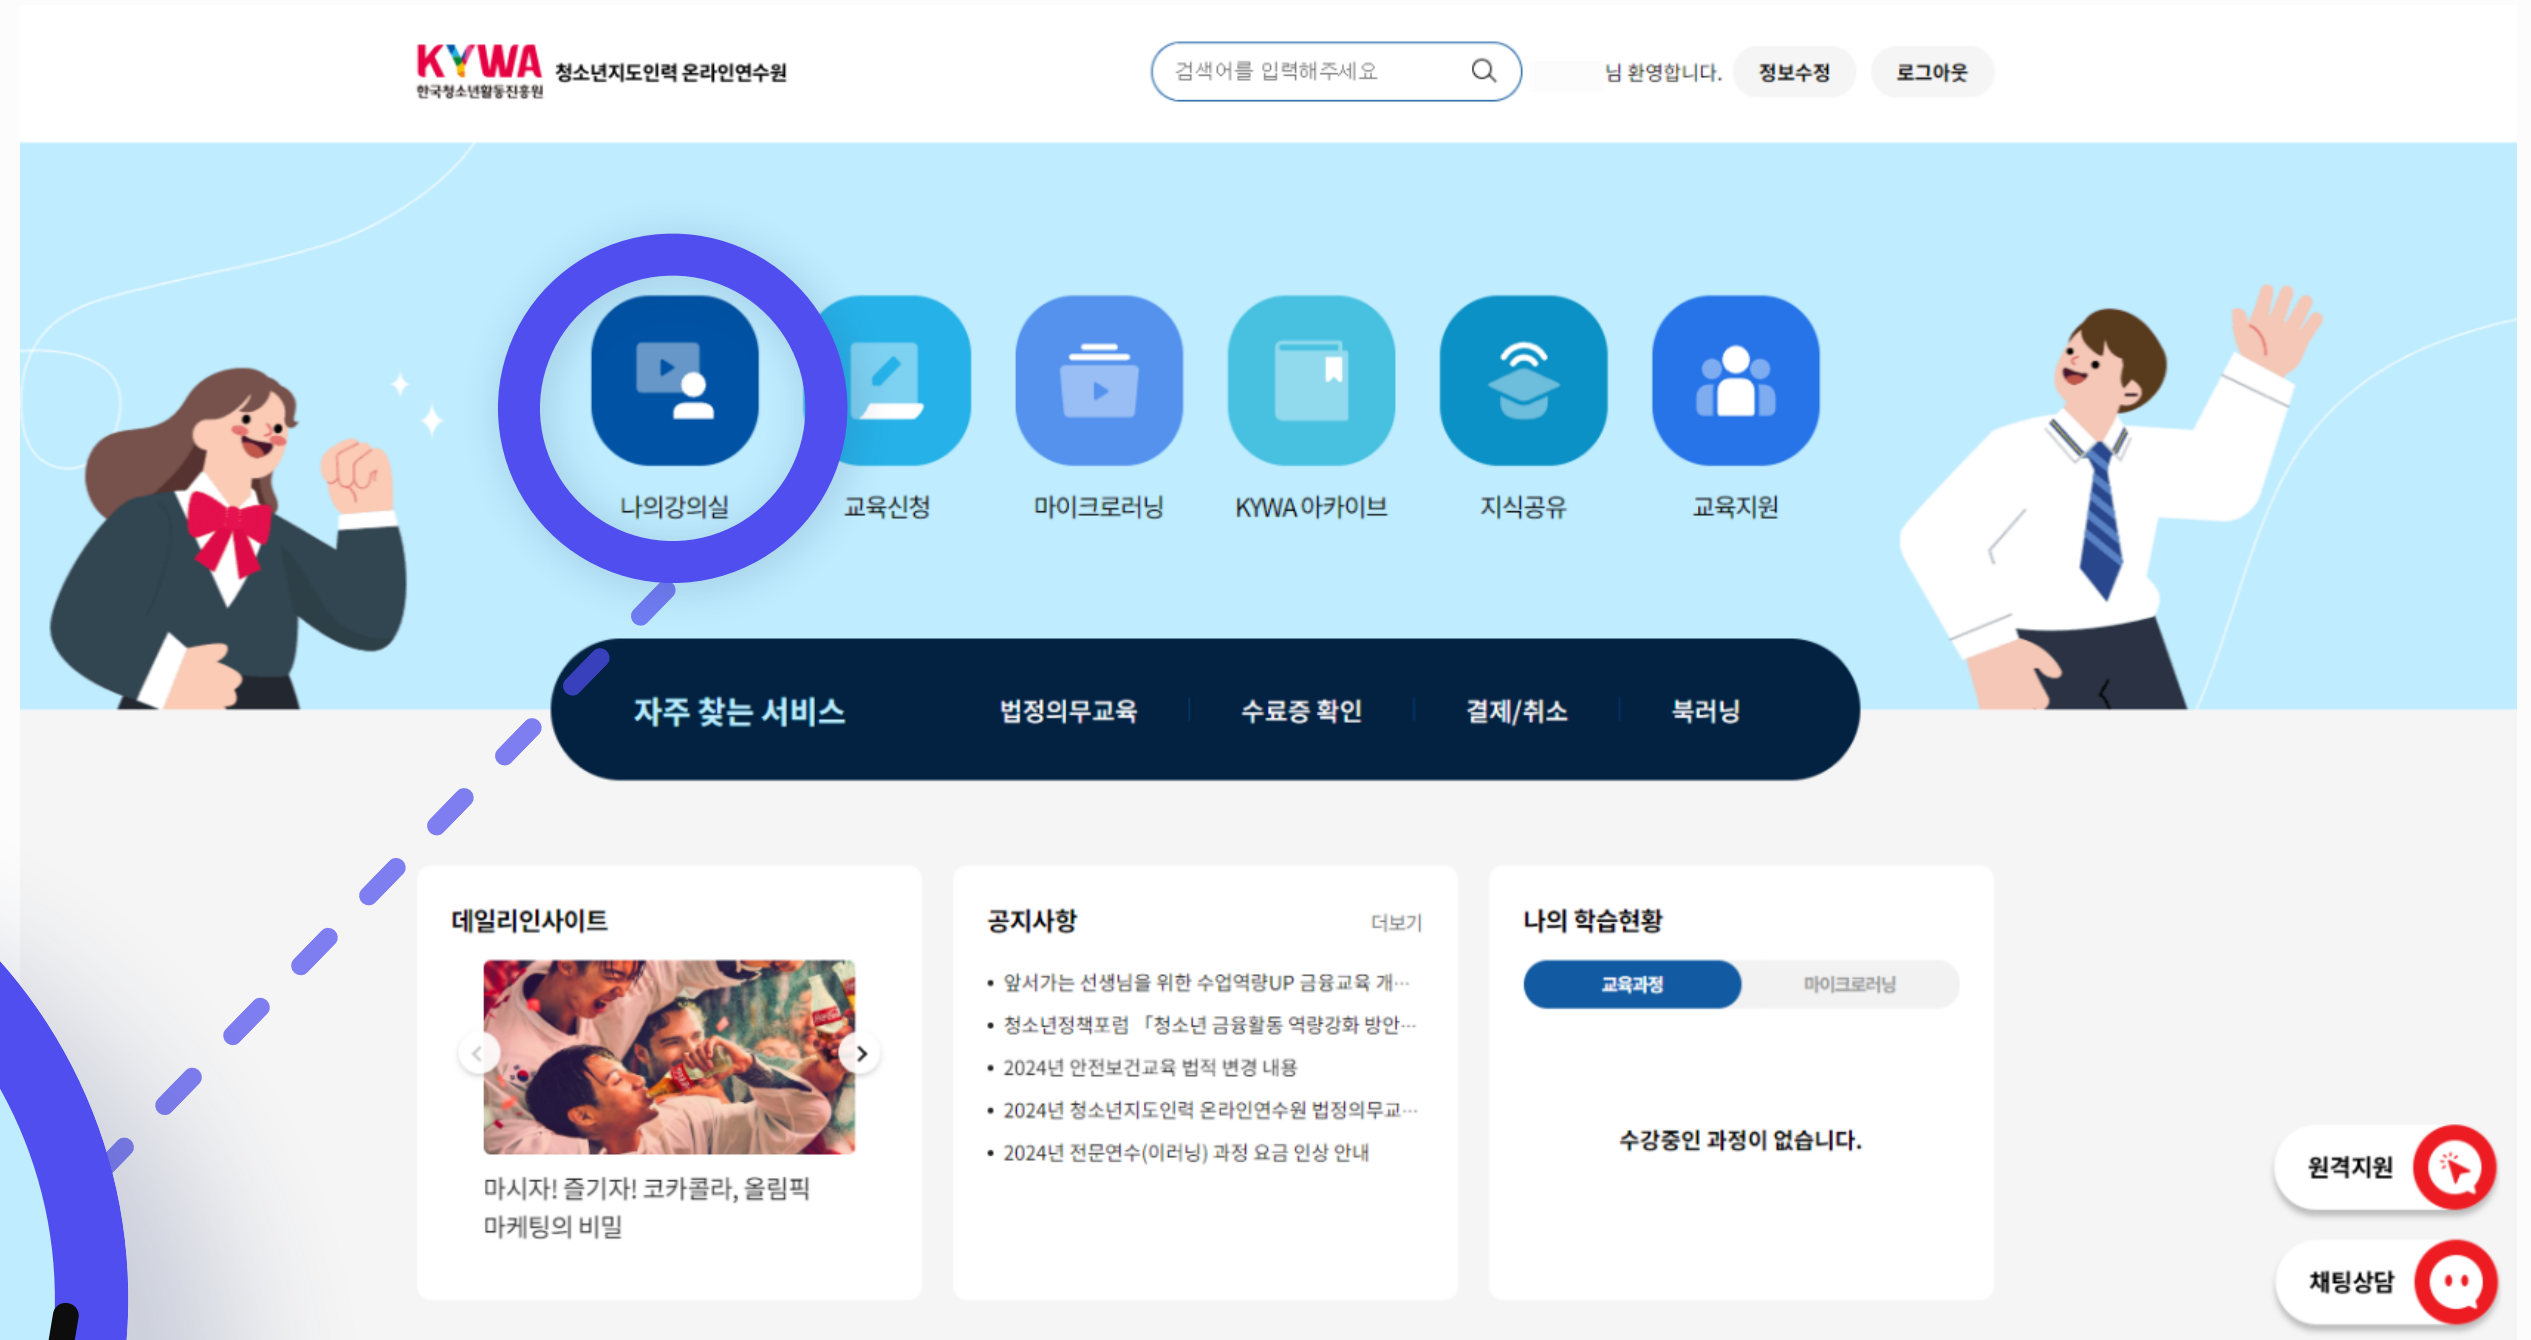 KYWA
한국청소년활동진흥원
청소년지도인력 온라인연수원
검색어를 입력해주세요
님 환영합니다.
정보수정
로그아웃
나의강의실
교육신청
마이크로러닝
KYWA 아카이브
지식공유
교육지원
자주 찾는 서비스
법정의무교육
수료증 확인
결제/취소
북러닝
데일리인사이트
마시자! 즐기자! 코카콜라, 올림픽
마케팅의 비밀
공지사항
더보기
• 앞서가는 선생님을 위한 수업역량UP 금융교육 개…
• 청소년정책포럼 「청소년 금융활동 역량강화 방안…
• 2024년 안전보건교육 법적 변경 내용
• 2024년 청소년지도인력 온라인연수원 법정의무교…
• 2024년 전문연수(이러닝) 과정 요금 인상 안내
나의 학습현황
교육과정
마이크로러닝
수강중인 과정이 없습니다.
원격지원
채팅상담